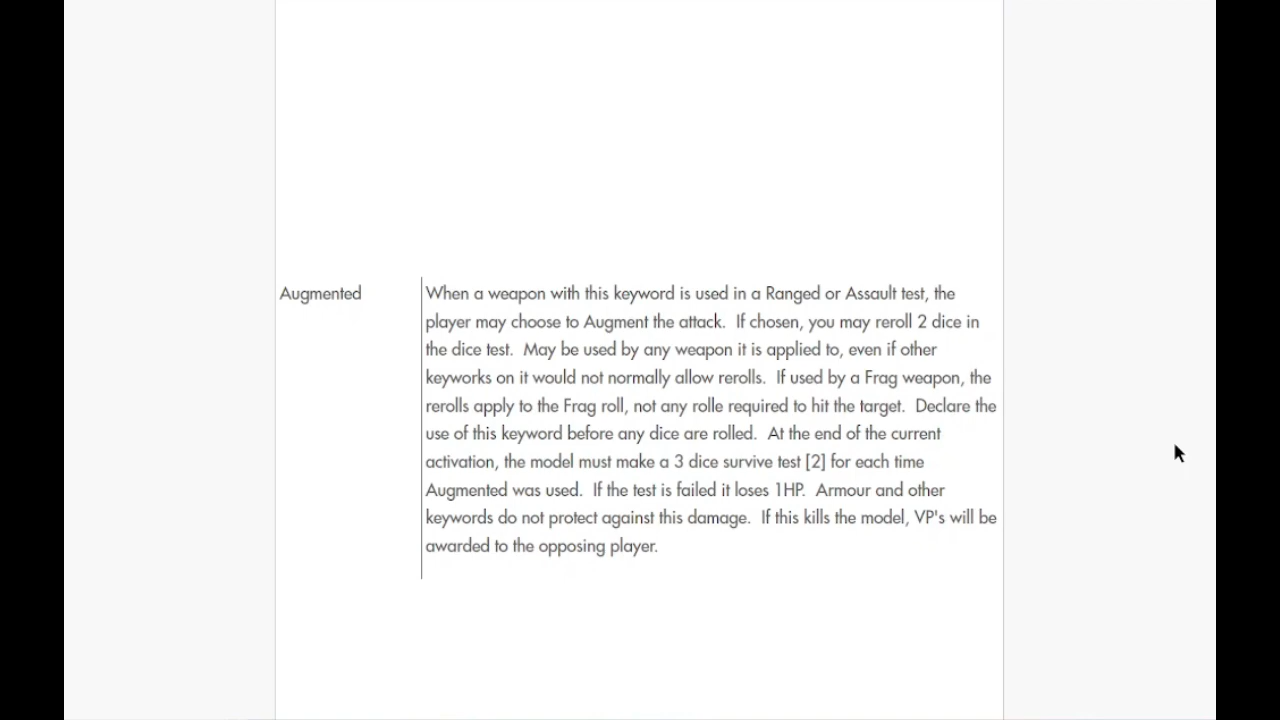 Augmented
When a weapon with this keyword is used in a Ranged or Assault test, the
player may choose to Augment the attack.  If chosen, you may reroll 2 dice in
the dice test.  May be used by any weapon it is applied to, even if other
keyworks on it would not normally allow rerolls.  If used by a Frag weapon, the
rerolls apply to the Frag roll, not any rolle required to hit the target.  Declare the
use of this keyword before any dice are rolled.  At the end of the current
activation, the model must make a 3 dice survive test [2] for each time
Augmented was used.  If the test is failed it loses 1HP.  Armour and other
keywords do not protect against this damage.  If this kills the model, VP's will be
awarded to the opposing player.